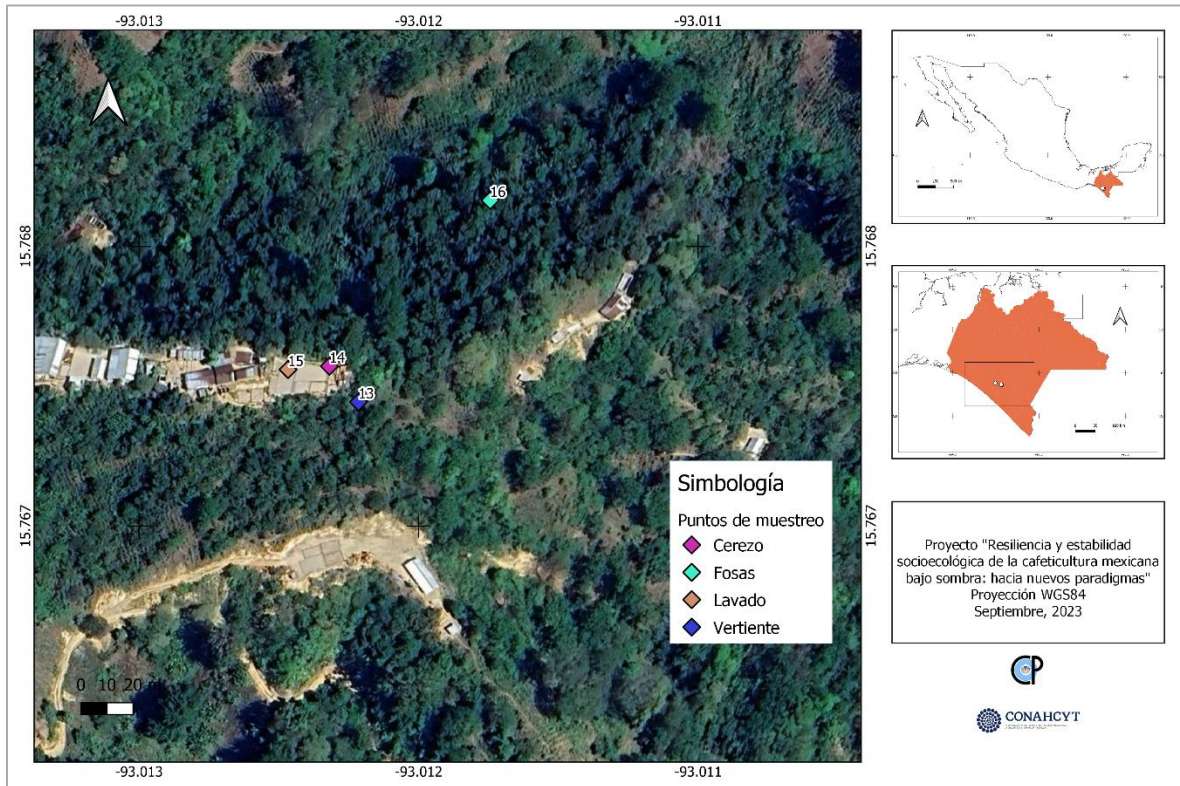 -93.013
-93.012
-93.011
15.768
15.768
16
15
14
13
15.767
15.767
Simbología
Puntos de muestreo
Cerezo
Fosas
Lavado
Vertiente
0 10 20 m
-93.013
-93.012
-93.011
Proyecto "Resiliencia y estabilidad
socioecológica de la cafeticultura mexicana
bajo sombra: hacia nuevos paradigmas"
Proyección WGS84
Septiembre, 2023
CP
CONAHCYT